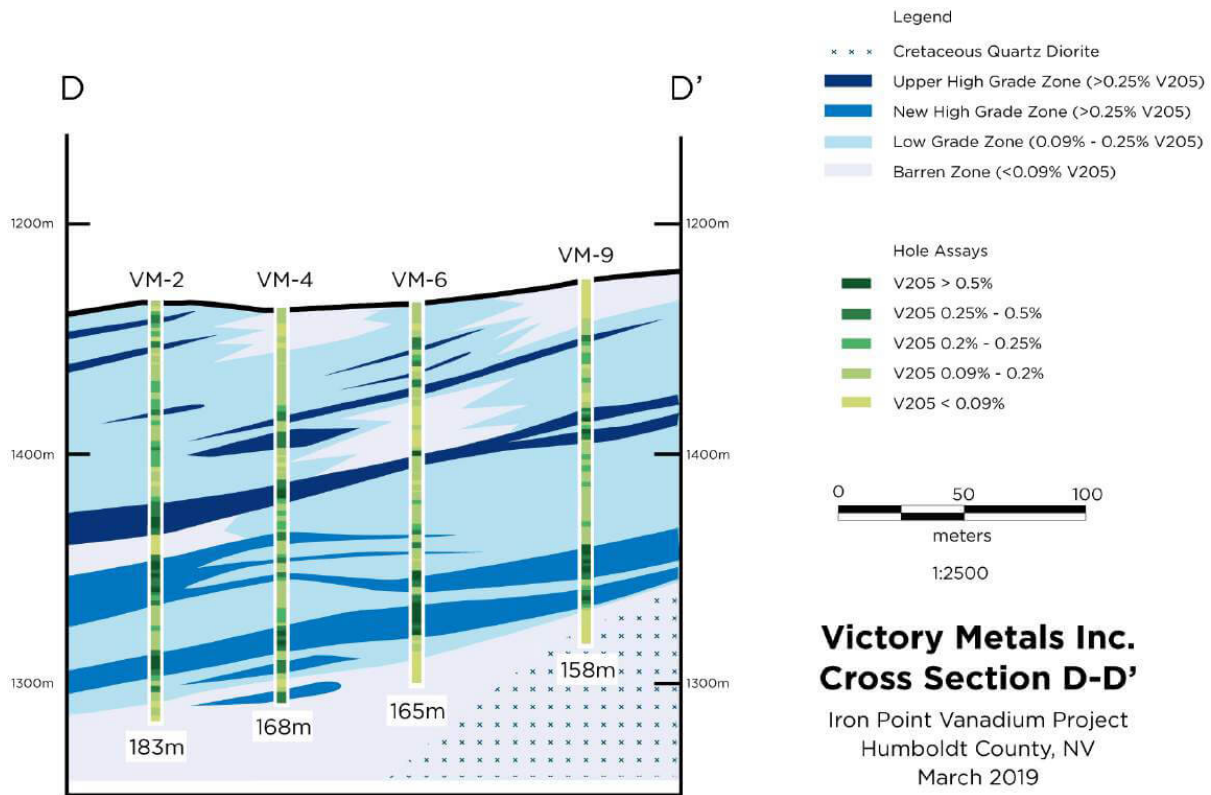 Legend
Cretaceous Quartz Diorite
Upper High Grade Zone (>0.25% V205)
New High Grade Zone (>0.25% V205)
Low Grade Zone (0.09% - 0.25% V205)
Barren Zone (<0.09% V205)
D
D'
1200m
1200m
VM-2
VM-4
VM-6
VM-9
Hole Assays
V205 > 0.5%
V205 0.25% - 0.5%
V205 0.2% - 0.25%
V205 0.09% - 0.2%
V205 < 0.09%
1400m
1400m
0
50
100
meters
1:2500
1300m
1300m
183m
168m
165m
158m
Victory Metals Inc.
Cross Section D-D'
Iron Point Vanadium Project
Humboldt County, NV
March 2019